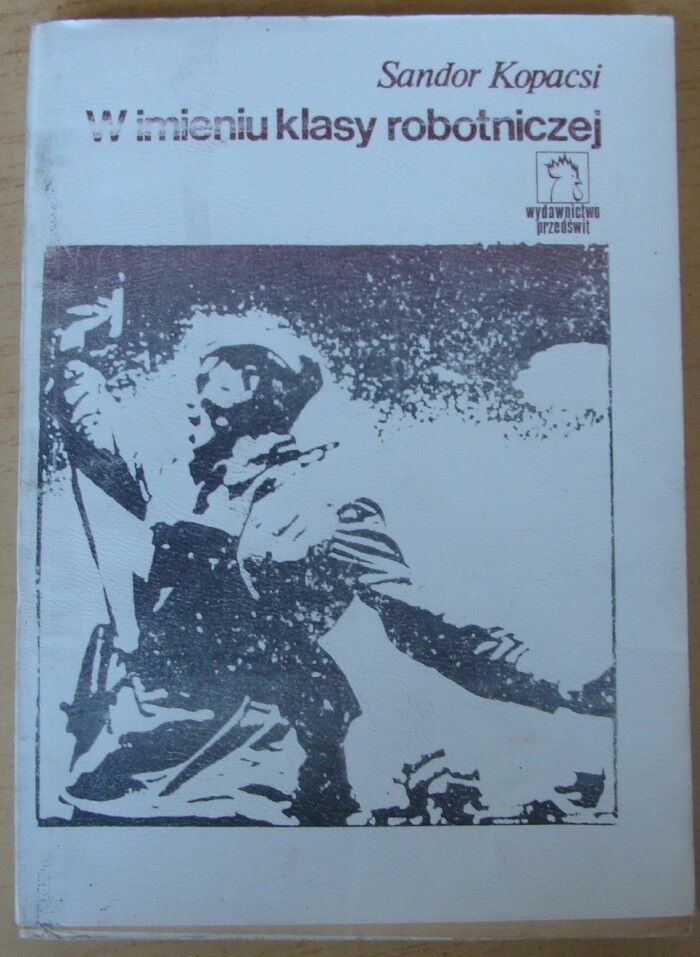 Sandor Kopacsi
W imieniu klasy robotniczej
wydawnictwo
przedświt